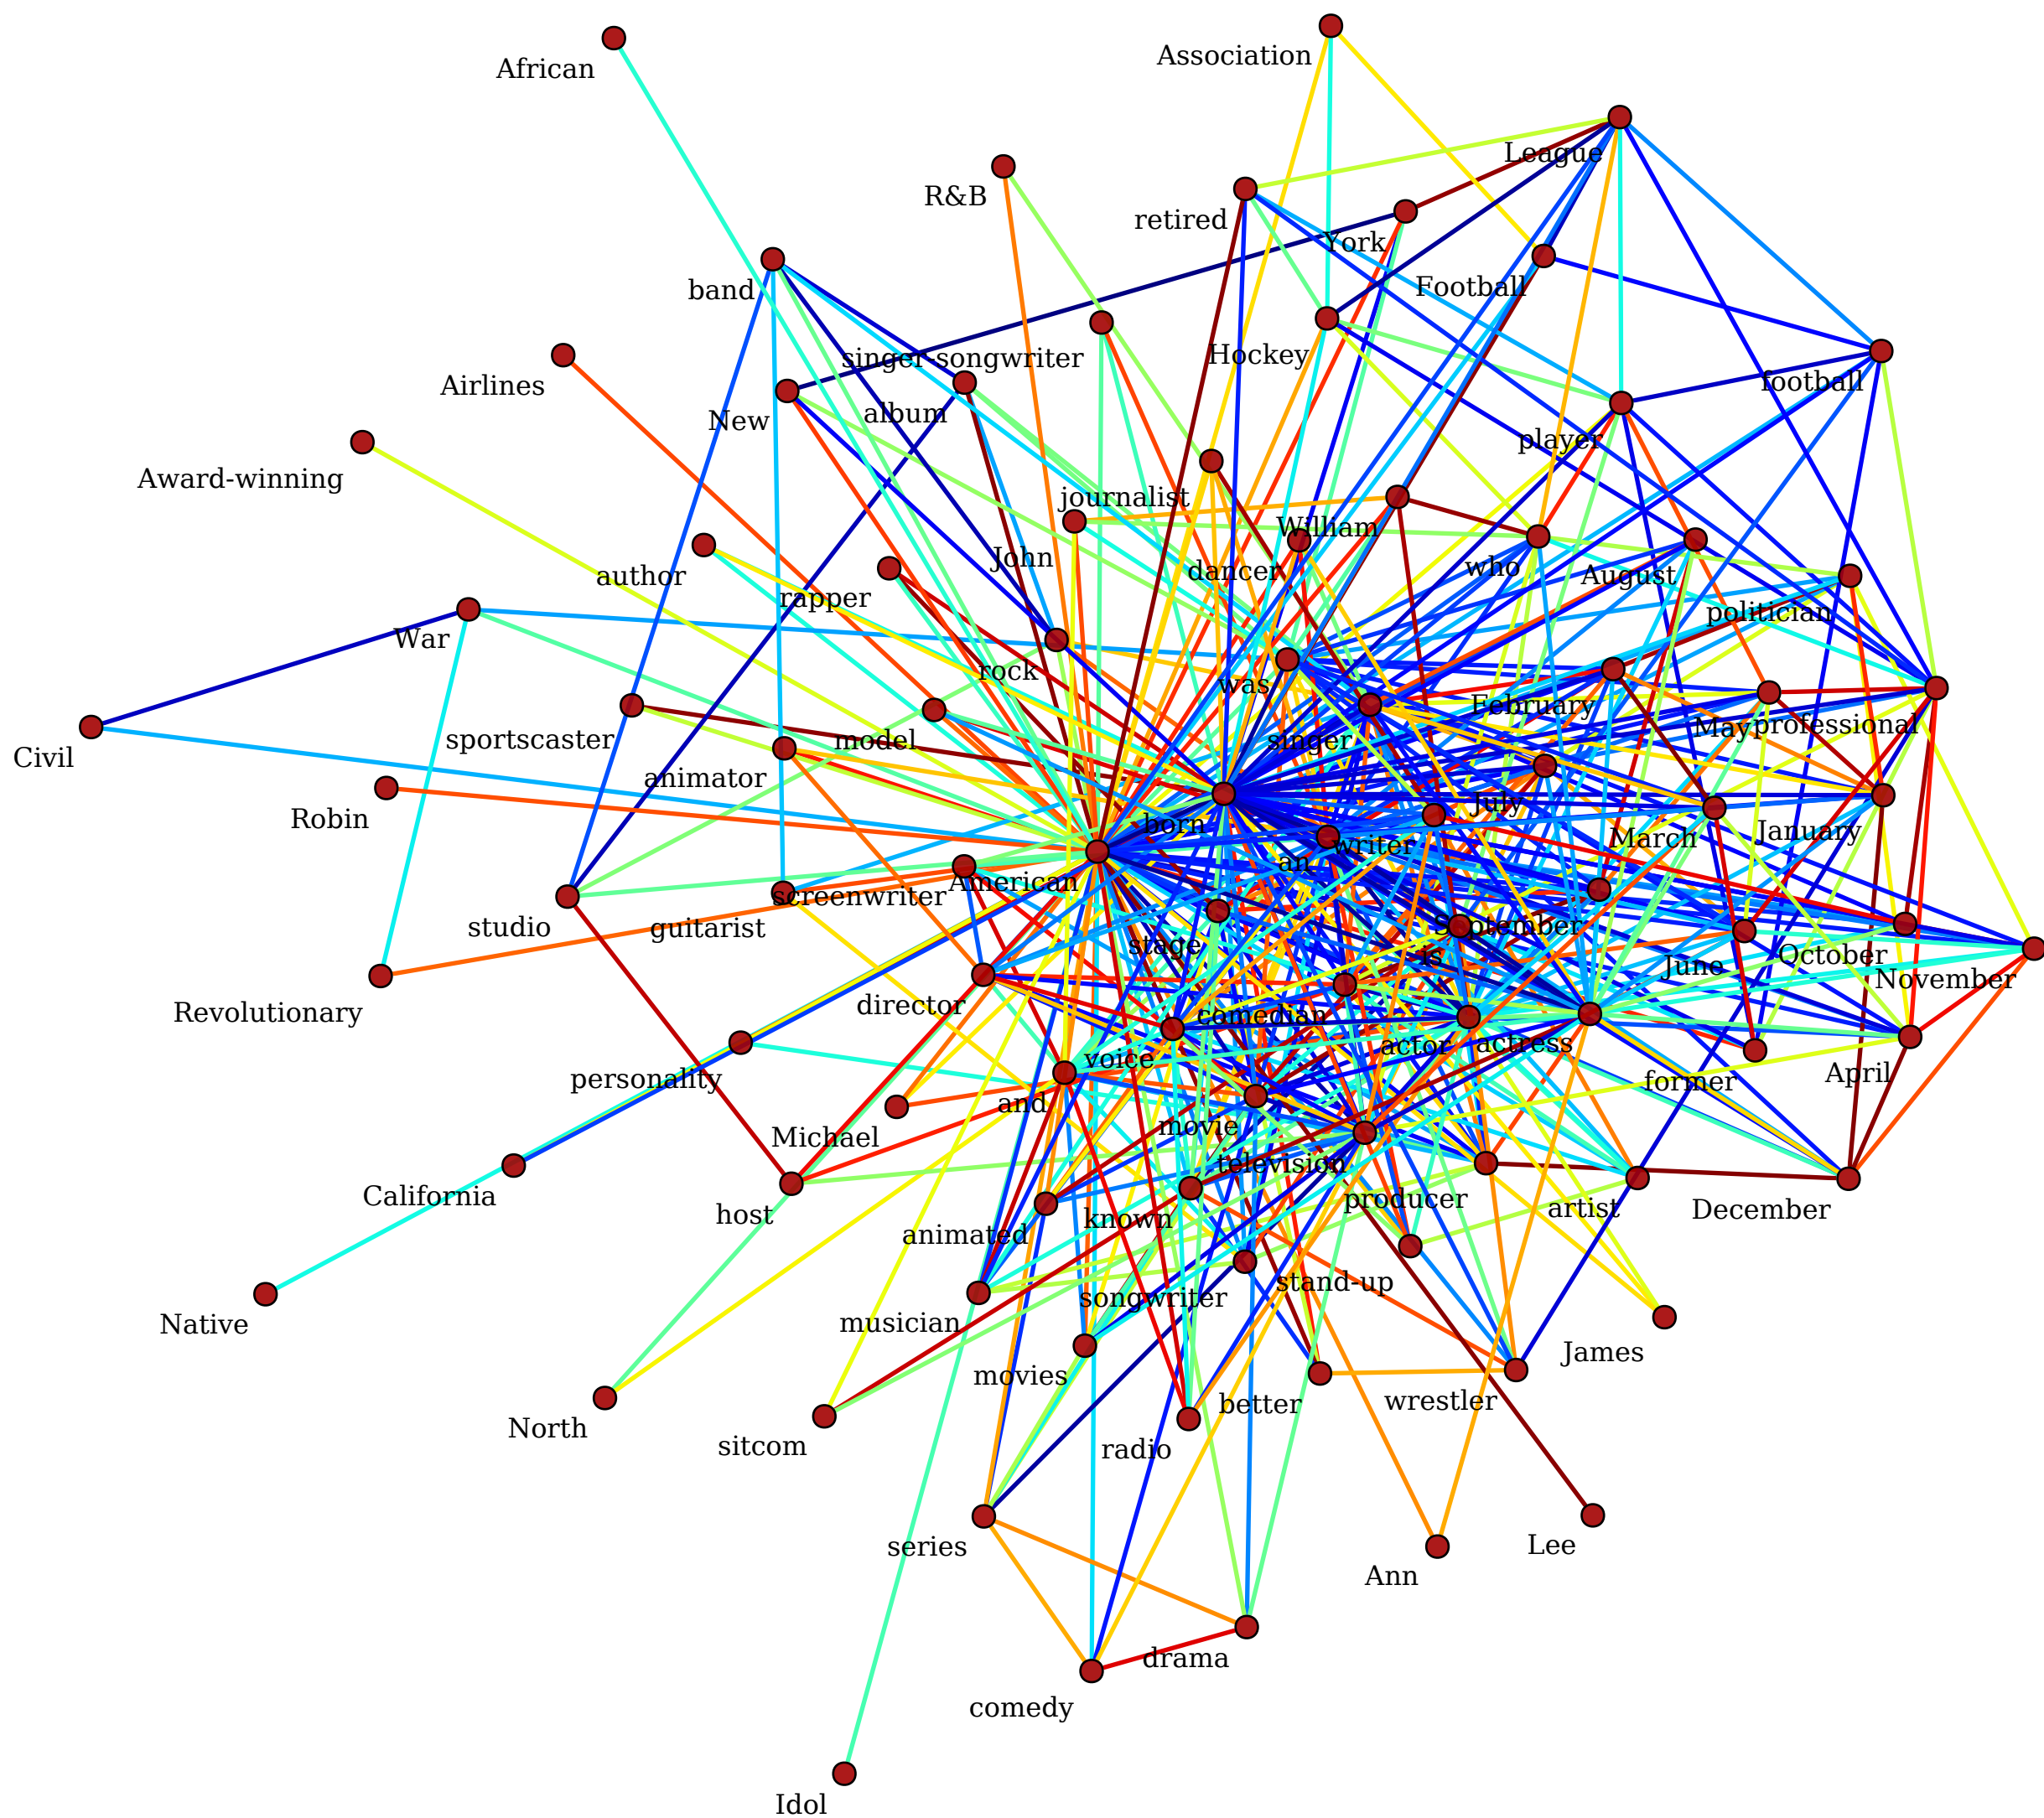 Association
African
League
R&B
retired
York
Football
band
Hockey
singer-songwriter
football
Airlines
album
New
player
Award-winning
journalist
William
John
dancer
who
August
author
rapper
politician
War
rock
was
February
May
professional
sportscaster
model
singer
Civil
animator
Robin
born
July
March
January
an
writer
American
screenwriter
studio
guitarist
stage
September
is
June
October
November
Revolutionary
director
comedian
actor
actress
voice
personality
and
former
April
Michael
movie
television
California
host
known
producer
artist
December
animated
songwriter
stand-up
Native
musician
James
movies
better
wrestler
North
sitcom
radio
series
Lee
Ann
drama
comedy
Idol